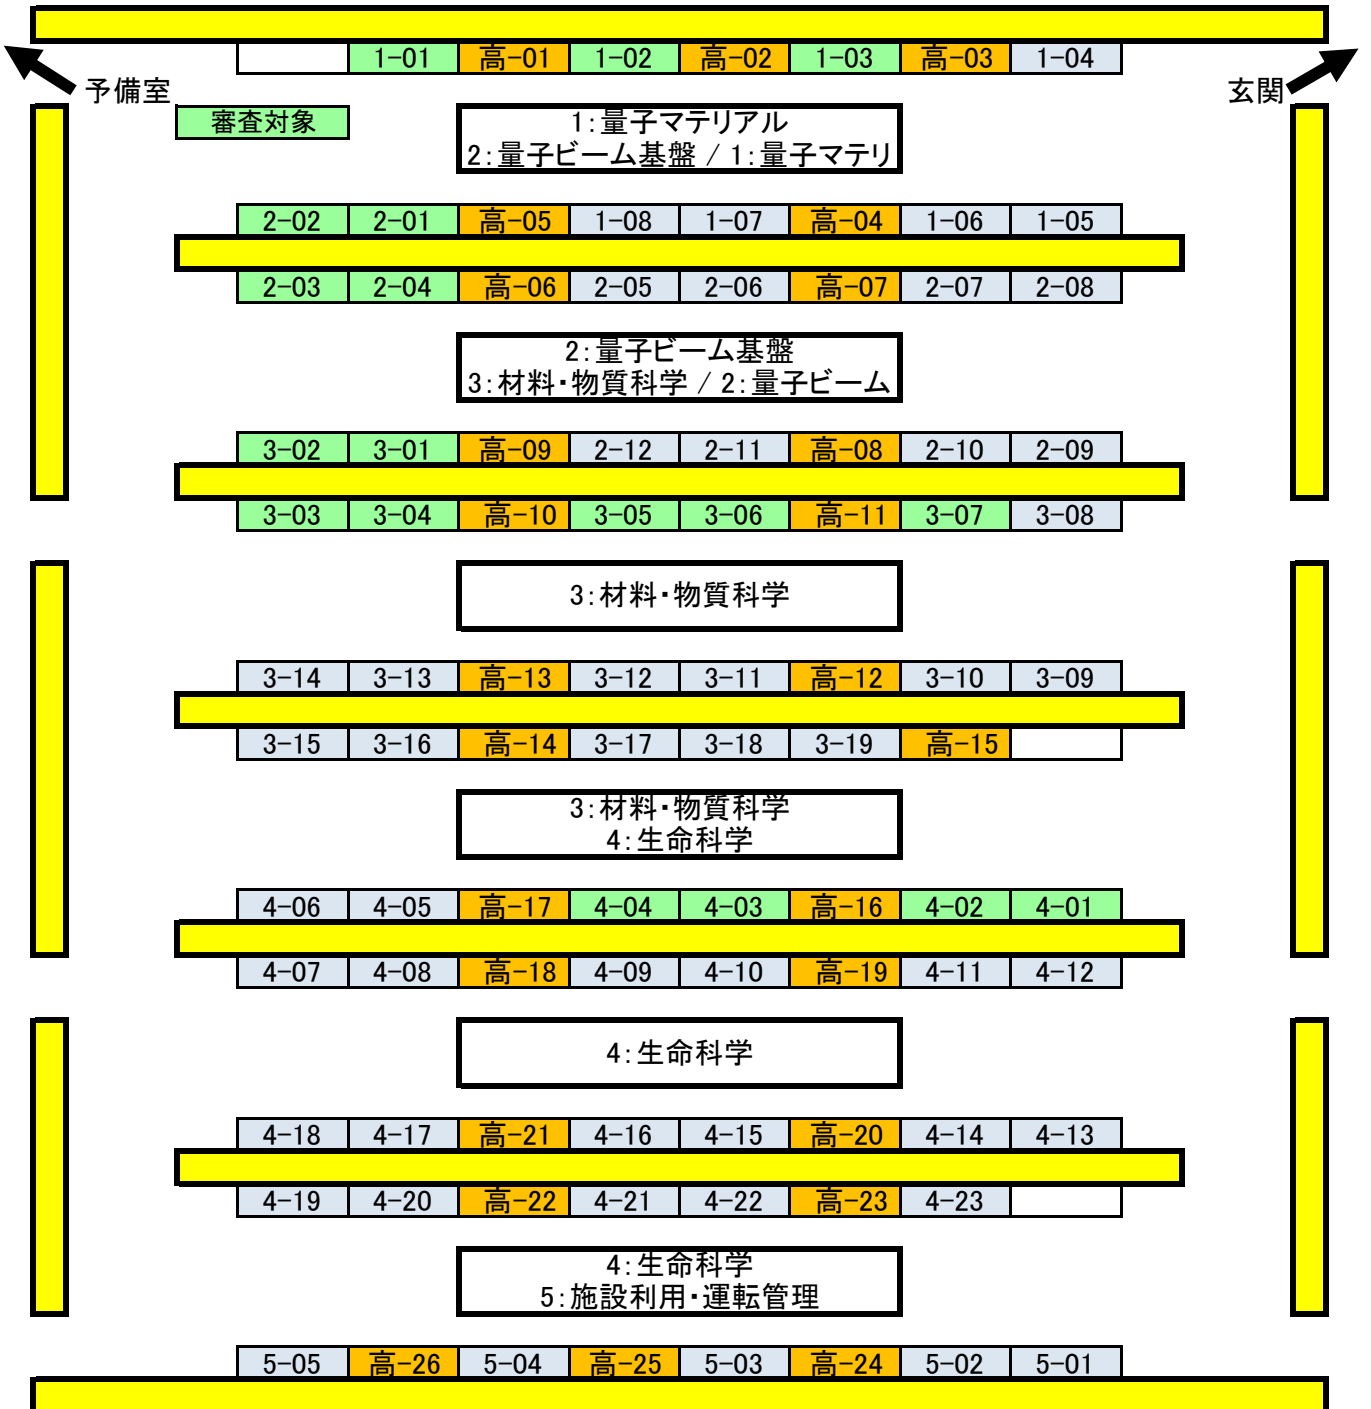 1-01 高-01 1-02 高-02 1-03 高-03 1-04
予備室 玄関
審査対象
1:量子マテリアル
2:量子ビーム基盤 / 1:量子マテリ
2-02 2-01 高-05 1-08 1-07 高-04 1-06 1-05
2-03 2-04 高-06 2-05 2-06 高-07 2-07 2-08
2:量子ビーム基盤
3:材料・物質科学 / 2:量子ビーム
3-02 3-01 高-09 2-12 2-11 高-08 2-10 2-09
3-03 3-04 高-10 3-05 3-06 高-11 3-07 3-08
3:材料・物質科学
3-14 3-13 高-13 3-12 3-11 高-12 3-10 3-09
3-15 3-16 高-14 3-17 3-18 3-19 高-15
3:材料・物質科学
4:生命科学
4-06 4-05 高-17 4-04 4-03 高-16 4-02 4-01
4-07 4-08 高-18 4-09 4-10 高-19 4-11 4-12
4:生命科学
4-18 4-17 高-21 4-16 4-15 高-20 4-14 4-13
4-19 4-20 高-22 4-21 4-22 高-23 4-23
4:生命科学
5:施設利用・運転管理
5-05 高-26 5-04 高-25 5-03 高-24 5-02 5-01